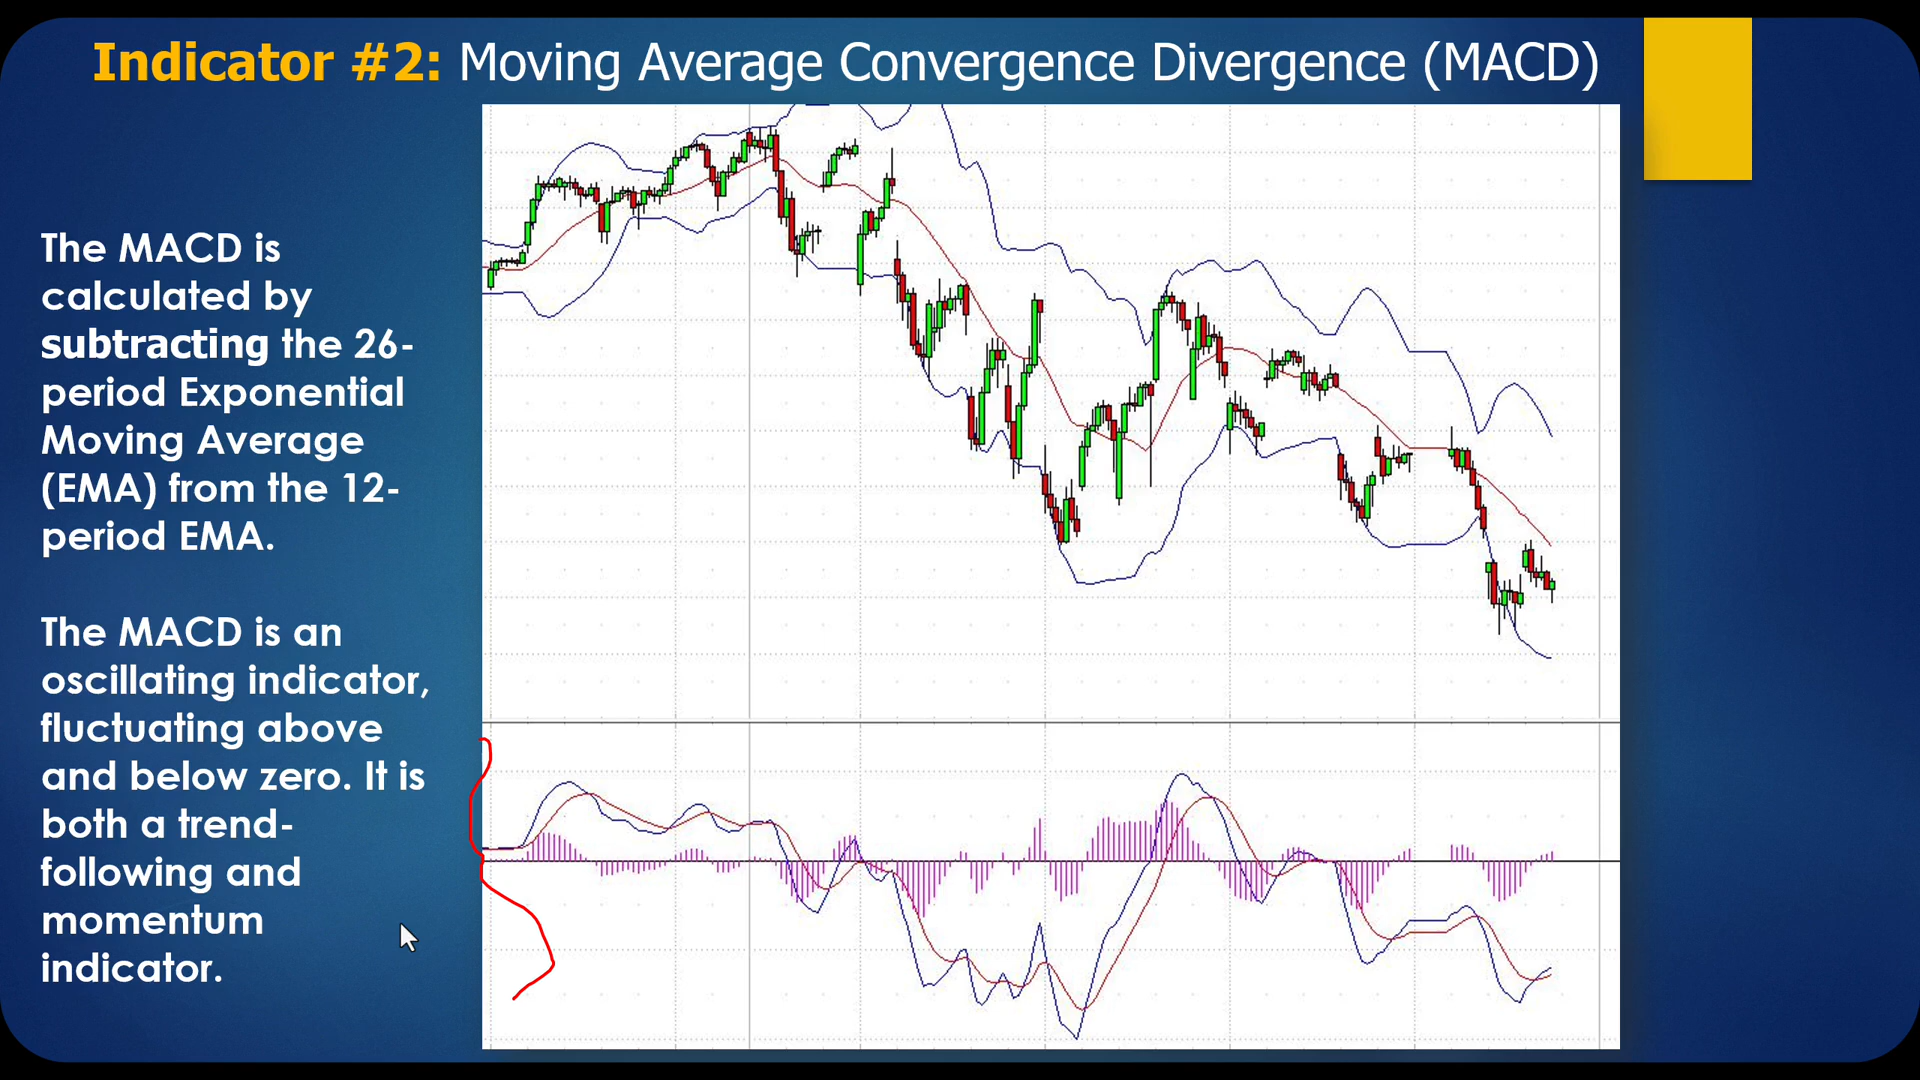 Indicator #2: Moving Average Convergence Divergence (MACD)
The MACD is
calculated by
subtracting the 26-
period Exponential
Moving Average
(EMA) from the 12-
period EMA.
The MACD is an
oscillating indicator,
fluctuating above
and below zero. It is
both a trend-
following and
momentum
indicator.